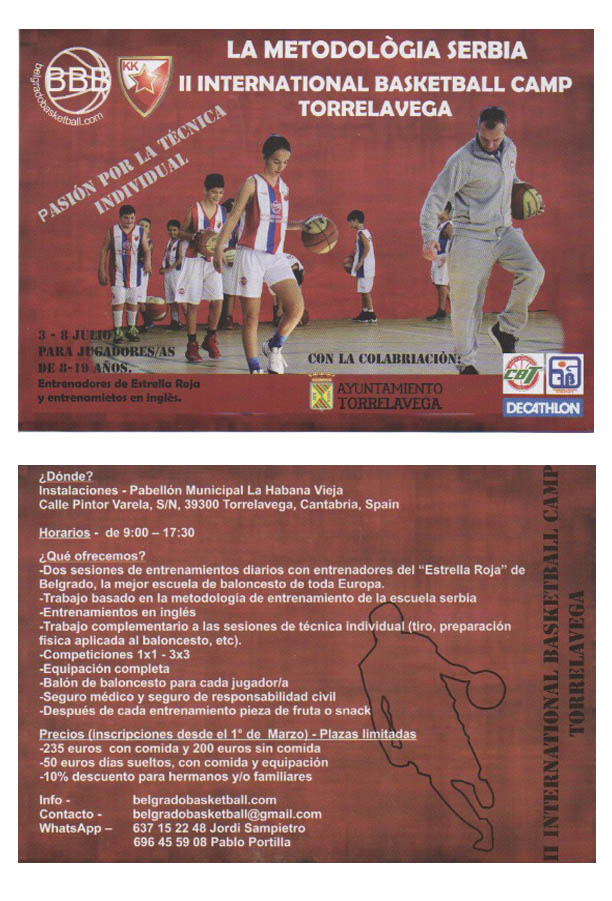 BBB
belgradobasketball.com
KK
LA METODOLÒGIA SERBIA
II INTERNATIONAL BASKETBALL CAMP
TORRELAVEGA
PASIÓN POR LA TÉCNICA
INDIVIDUAL
3 - 8 JULIO
PARA JUGADORES/AS
DE 8-19 AÑOS.
Entrenadores de Estrella Roja
y entrenamietos en inglès.
CON LA COLABRIACIÒN:
AYUNTAMIENTO
TORRELAVEGA
CBT
DECATHLON
¿Dónde?
Instalaciones - Pabellón Municipal La Habana Vieja
Calle Pintor Varela, S/N, 39300 Torrelavega, Cantabria, Spain
Horarios - de 9:00 – 17:30
¿Qué ofrecemos?
-Dos sesiones de entrenamientos diarios con entrenadores del “Estrella Roja” de
Belgrado, la mejor escuela de baloncesto de toda Europa.
-Trabajo basado en la metodología de entrenamiento de la escuela serbia
-Entrenamientos en inglés
-Trabajo complementario a las sesiones de técnica individual (tiro, preparación
física aplicada al baloncesto, etc).
-Competiciones 1x1 - 3x3
-Equipación completa
-Balón de baloncesto para cada jugador/a
-Seguro médico y seguro de responsabilidad civil
-Después de cada entrenamiento pieza de fruta o snack
Precios (inscripciones desde el 1° de Marzo) - Plazas limitadas
-235 euros con comida y 200 euros sin comida
-50 euros días sueltos, con comida y equipación
-10% descuento para hermanos y/o familiares
Info - belgradobasketball.com
Contacto - belgradobasketball@gmail.com
WhatsApp – 637 15 22 48 Jordi Sampietro
696 45 59 08 Pablo Portilla
II INTERNATIONAL BASKETBALL CAMP
TORRELAVEGA